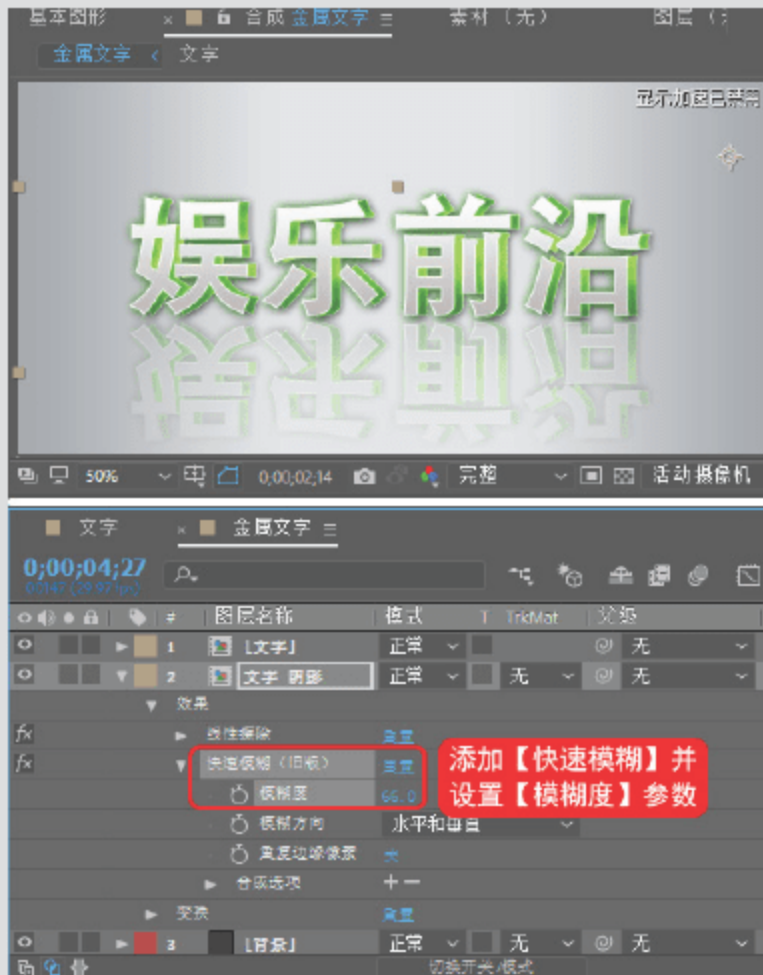 基本图形 × 合成 金属文字 ≡ 素材（无） 图层（无
金属文字 ‹ 文字
显示加速已禁用
娱乐前沿
50% 0;00;02;14 完整 活动摄像机
文字 × 金属文字 ≡
0;00;04;27
00147 (29.97 fps)
# 图层名称 模式 T TrkMat 父级
1 [文字] 正常 无
2 文字 阴影 正常 无 无
效果
fx 线性擦除 重置
fx 快速模糊（旧版） 重置
模糊度 66.0
添加【快速模糊】并
设置【模糊度】参数
模糊方向 水平和垂直
重复边缘像素 关
合成选项 +－
变换 重置
3 [背景] 正常 无 无
切换开关/模式